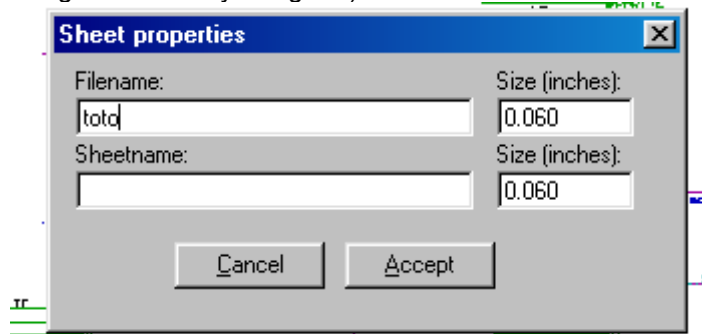 Sheet properties
Filename: Size (inches):
toto 0.060
Sheetname: Size (inches):
0.060
Cancel Accept